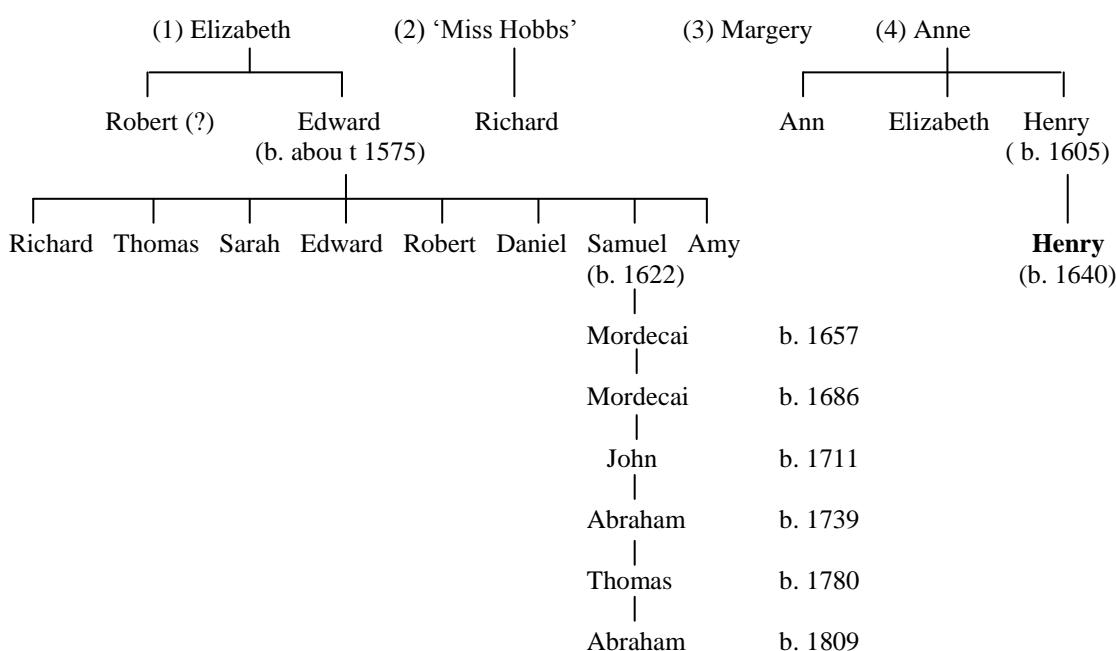 (1) Elizabeth (2) ‘Miss Hobbs’ (3) Margery (4) Anne
Robert (?) Edward Richard Ann Elizabeth Henry
(b. abou t 1575) ( b. 1605)
Richard Thomas Sarah Edward Robert Daniel Samuel Amy Henry
(b. 1622) (b. 1640)
Mordecai b. 1657
Mordecai b. 1686
John b. 1711
Abraham b. 1739
Thomas b. 1780
Abraham b. 1809